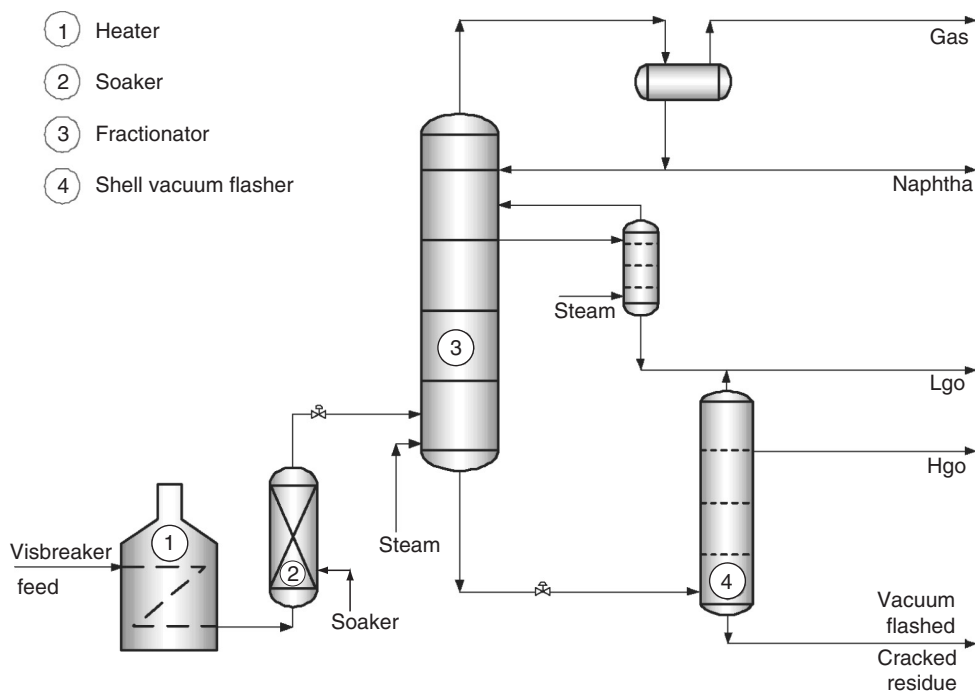 1 Heater
2 Soaker
3 Fractionator
4 Shell vacuum flasher
Gas
Naphtha
Steam
3
Lgo
Hgo
1
Visbreaker
feed
2
Soaker
Steam
4
Vacuum
flashed
Cracked
residue